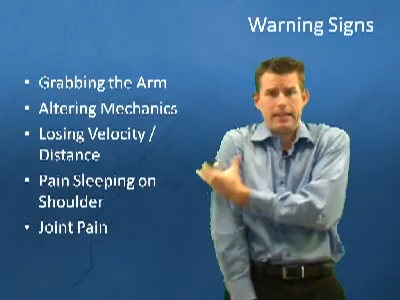 Warning Signs
• Grabbing the Arm
• Altering Mechanics
• Losing Velocity /
Distance
• Pain Sleeping on
Shoulder
• Joint Pain